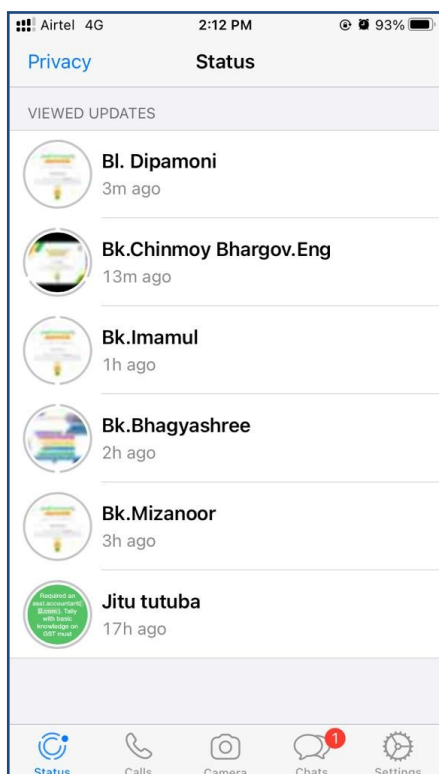 Airtel 4G 2:12 PM 93%
Privacy Status
VIEWED UPDATES
Bl. Dipamoni
3m ago
Bk.Chinmoy Bhargov.Eng
13m ago
Bk.Imamul
1h ago
Bk.Bhagyashree
2h ago
Bk.Mizanoor
3h ago
Required an
asst.accountant(
B.com). Tally
with basic
knowledge on
GST must
Jitu tutuba
17h ago
1
Status Calls Camera Chats Settings